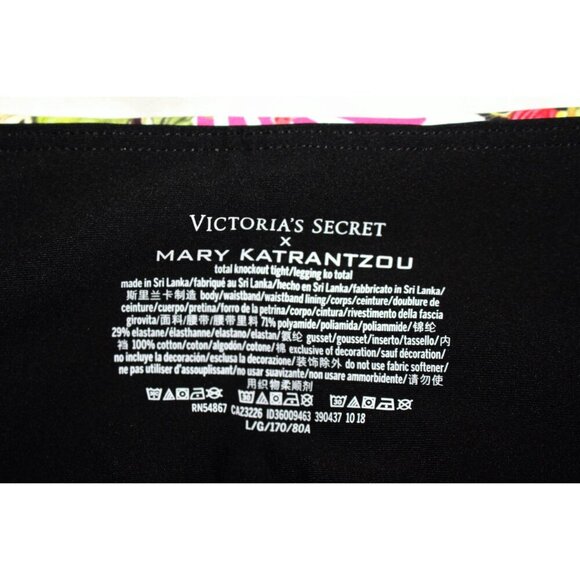 VICTORIA'S SECRET
X
MARY KATRANTZOU
total knockout tight/legging ko total
made in Sri Lanka/fabriqué au Sri Lanka/hecho en Sri Lanka/fabbricato in Sri Lanka/
斯里兰卡制造 body/waistband/waistband lining/corps/ceinture/doublure de
ceinture/cuerpo/pretina/forro de la petrina/corpo/cintura/rivestimento della fascia
girovita/面料/腰带/腰带里料 71% polyamide/poliamida/poliammide/锦纶
29% elastane/élasthanne/elastano/elastan/氨纶 gusset/gousset/inserto/tassello/内
裆 100% cotton/coton/algodón/cotone/棉 exclusive of decoration/sauf décoration/
no incluye la decoración/esclusa la decorazione/装饰除外 do not use fabric softener/
ne pas utiliser d'assouplissant/no usar suavizante/non usare ammorbidente/请勿使
用织物柔顺剂
RN54867 CA23226 ID36009463 390437 10 18
L/G/170/80A